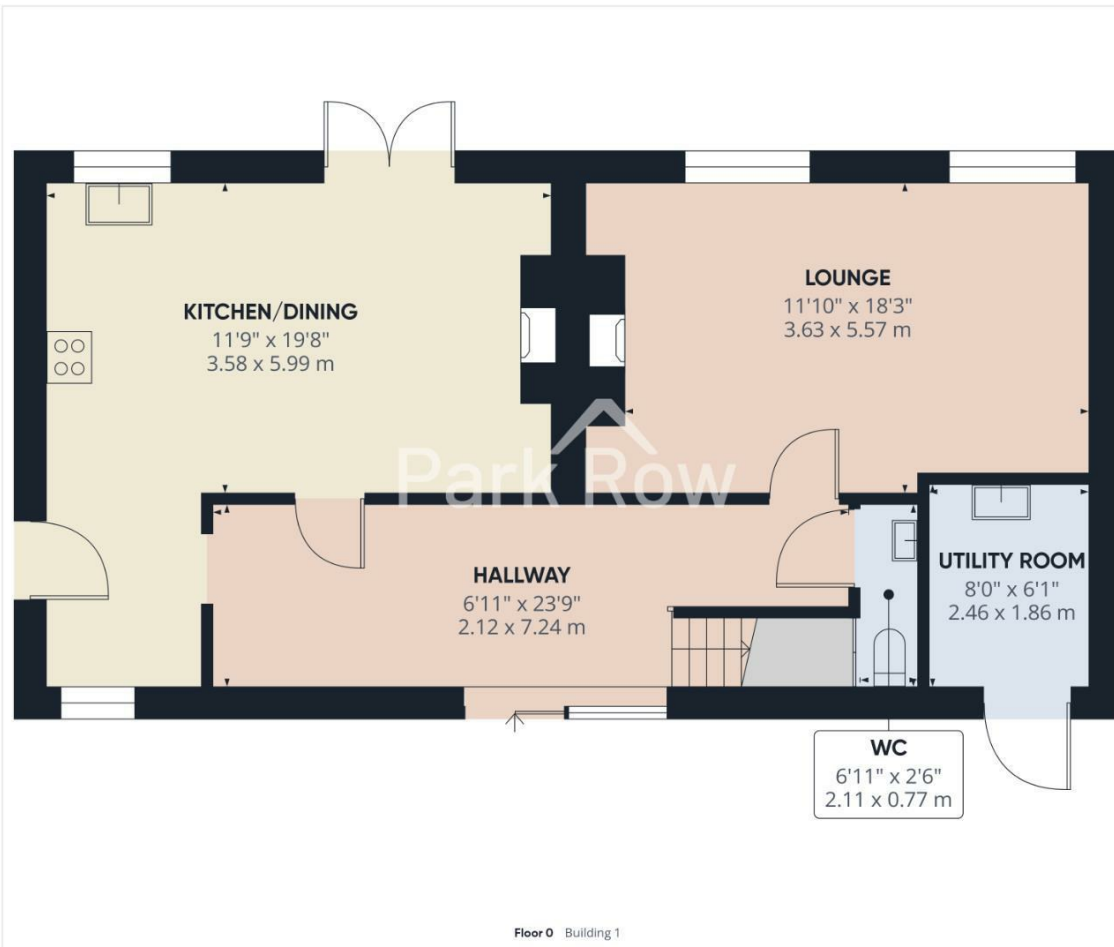 KITCHEN/DINING
11'9" x 19'8"
3.58 x 5.99 m
LOUNGE
11'10" x 18'3"
3.63 x 5.57 m
Park Row
HALLWAY
6'11" x 23'9"
2.12 x 7.24 m
UTILITY ROOM
8'0" x 6'1"
2.46 x 1.86 m
WC
6'11" x 2'6"
2.11 x 0.77 m
Floor 0 Building 1